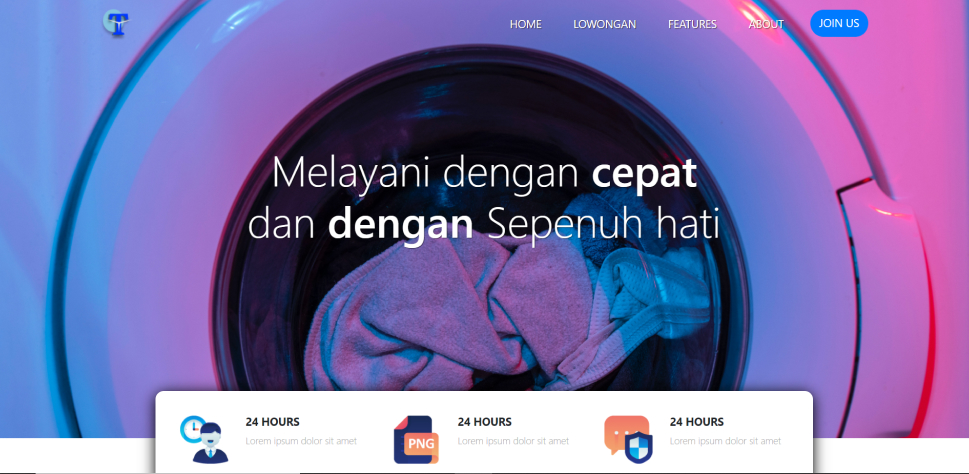 T
HOME LOWONGAN FEATURES ABOUT JOIN US
Melayani dengan cepat
dan dengan Sepenuh hati
24 HOURS
Lorem ipsum dolor sit amet
PNG
24 HOURS
Lorem ipsum dolor sit amet
24 HOURS
Lorem ipsum dolor sit amet